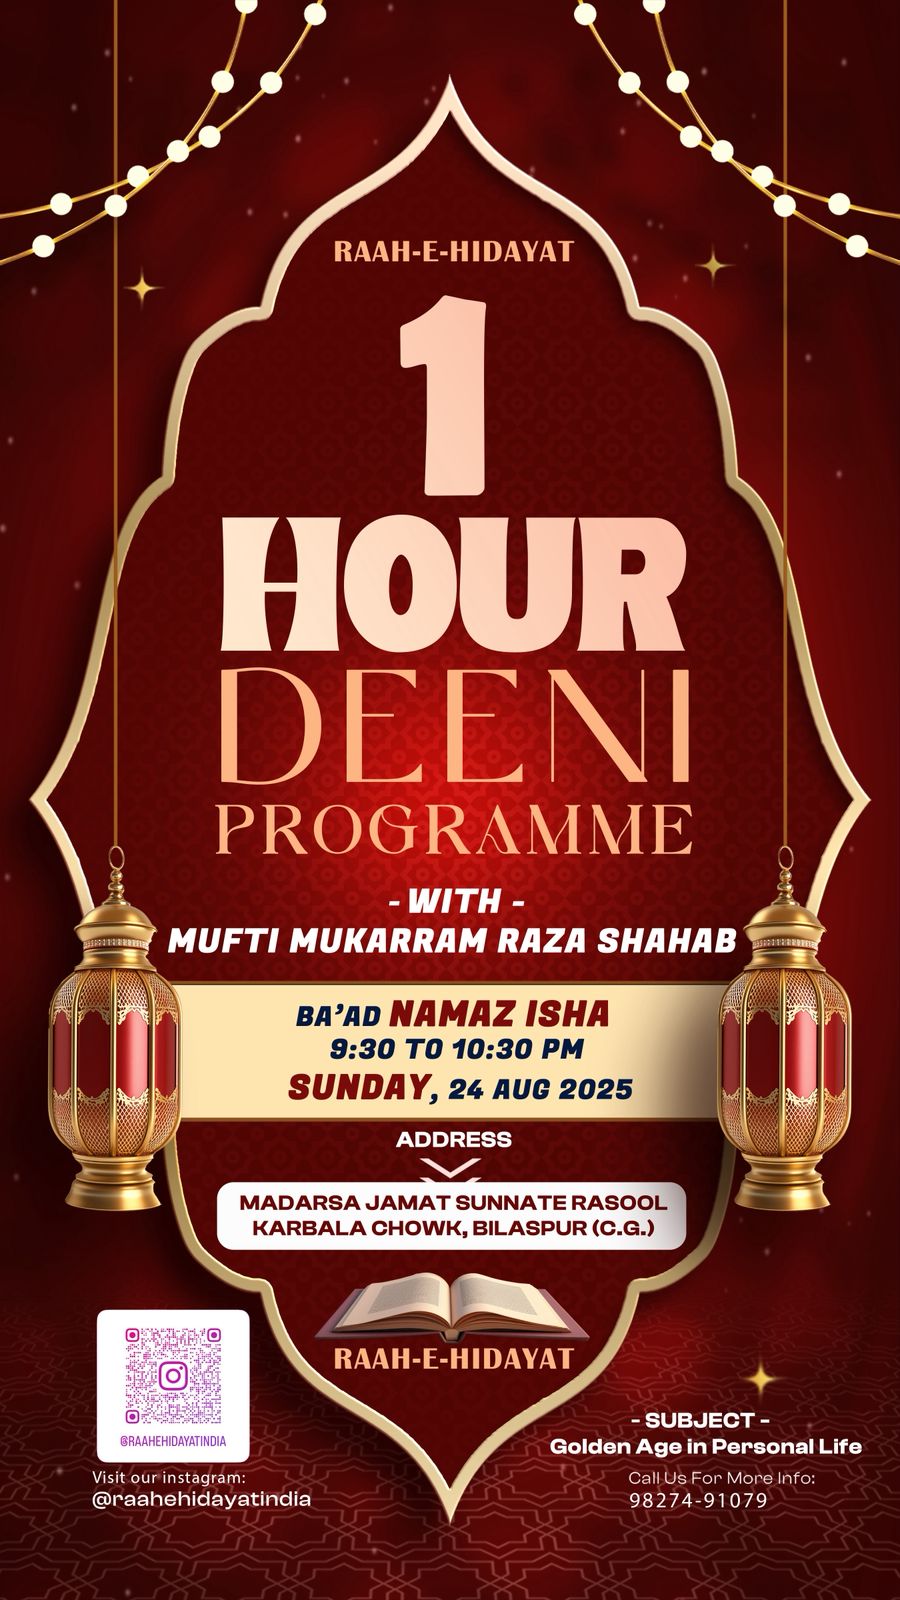 RAAH-E-HIDAYAT
1
HOUR
DEENI
PROGRAMME
- WITH -
MUFTI MUKARRAM RAZA SHAHAB
BA'AD NAMAZ ISHA
9:30 TO 10:30 PM
SUNDAY, 24 AUG 2025
ADDRESS
MADARSA JAMAT SUNNATE RASOOL
KARBALA CHOWK, BILASPUR (C.G.)
RAAH-E-HIDAYAT
@RAAHEHIDAYATINDIA
Visit our instagram:
@raahehidayatindia
- SUBJECT -
Golden Age in Personal Life
Call Us For More Info:
98274-91079